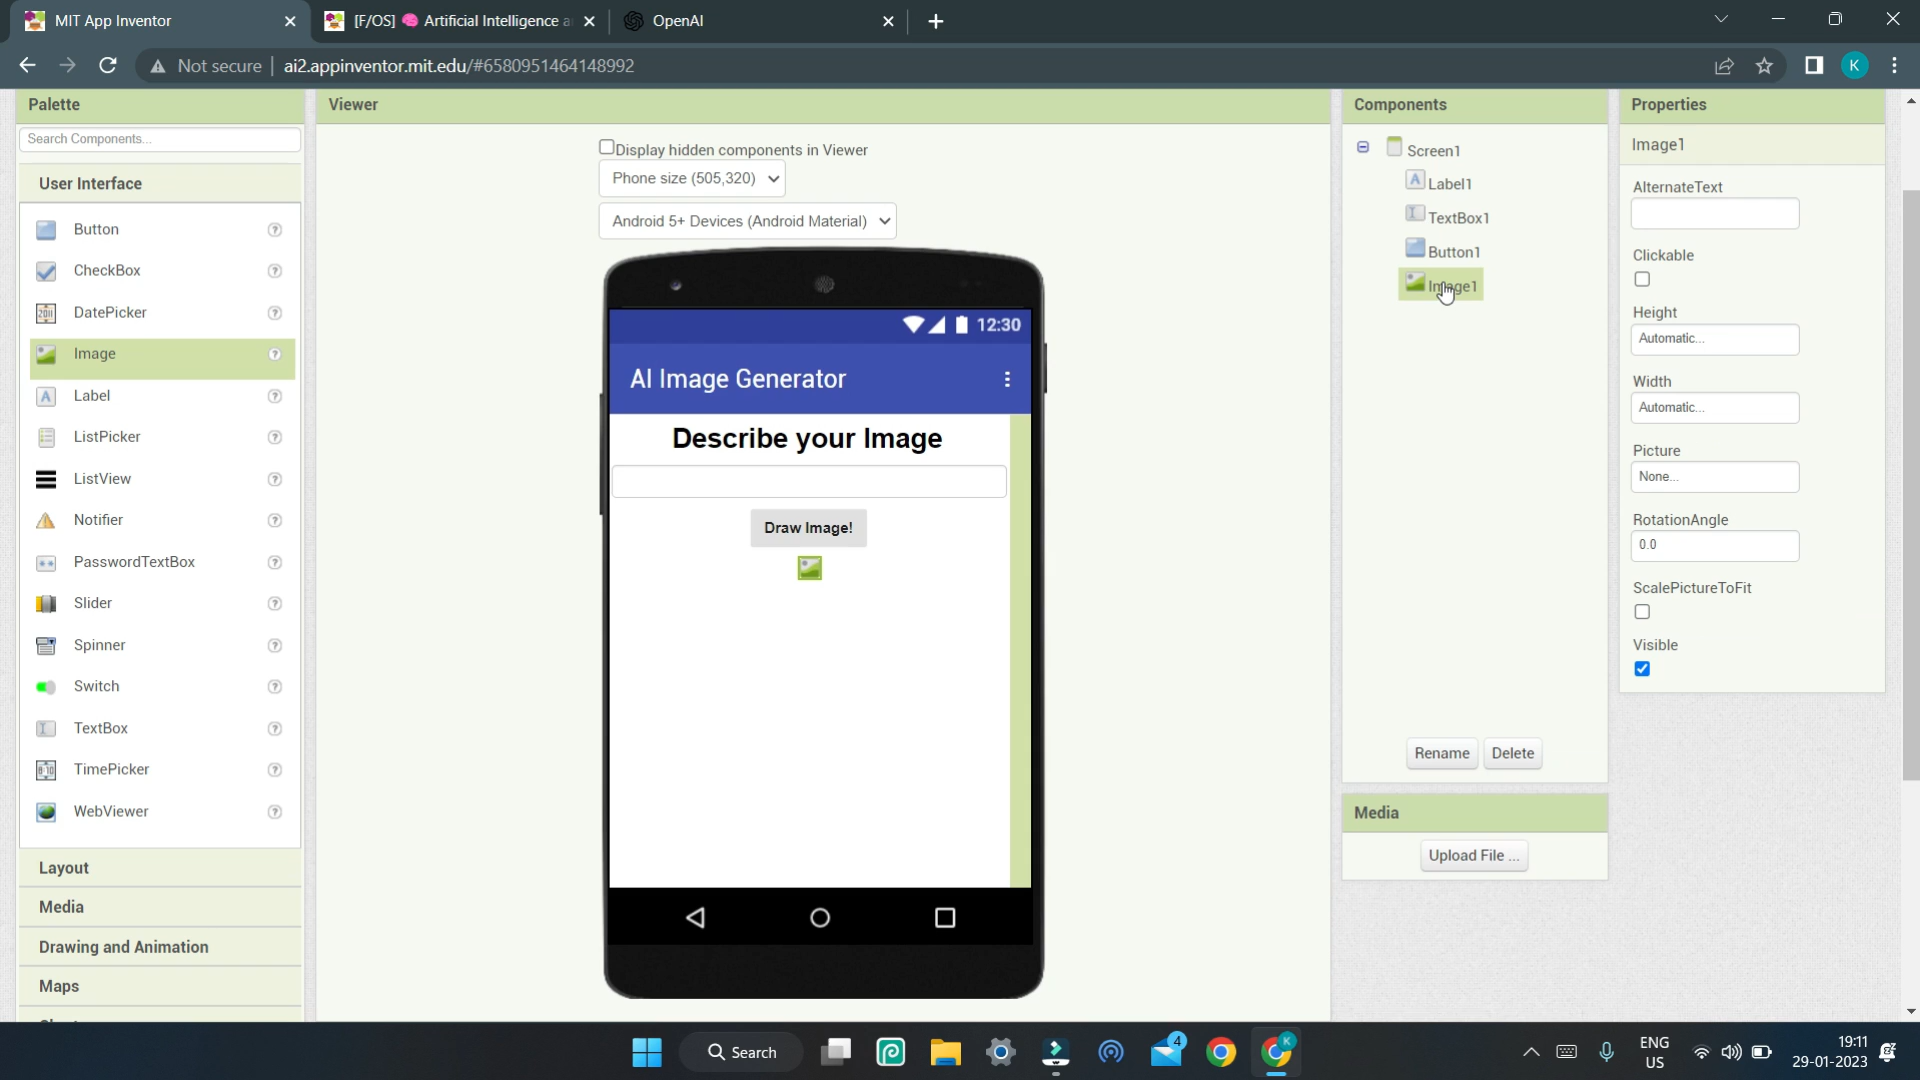 MIT App Inventor
[F/OS] 🧠 Artificial Intelligence a
OpenAI
Not secure
ai2.appinventor.mit.edu/#6580951464148992
K
Palette
Viewer
Components
Properties
Search Components...
User Interface
Button
CheckBox
DatePicker
Image
Label
ListPicker
ListView
Notifier
PasswordTextBox
Slider
Spinner
Switch
TextBox
TimePicker
WebViewer
Layout
Media
Drawing and Animation
Maps
Display hidden components in Viewer
Phone size (505,320)
Android 5+ Devices (Android Material)
12:30
AI Image Generator
Describe your Image
Draw Image!
Screen1
Label1
TextBox1
Button1
Image1
Rename
Delete
Media
Upload File ...
Image1
AlternateText
Clickable
Height
Automatic...
Width
Automatic...
Picture
None...
RotationAngle
0.0
ScalePictureToFit
Visible
Search
4
K
ENG
US
19:11
29-01-2023